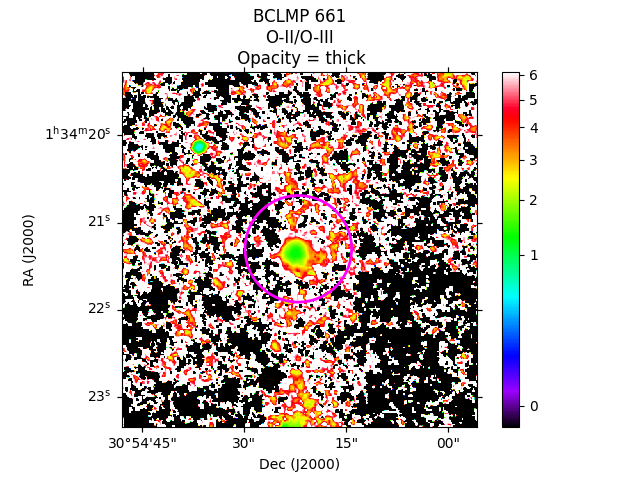 BCLMP 661
O-II/O-III
Opacity = thick
RA (J2000)
1ʰ34ᵐ20ˢ
21ˢ
22ˢ
23ˢ
30°54'45" 30" 15" 00"
Dec (J2000)
6
5
4
3
2
1
0